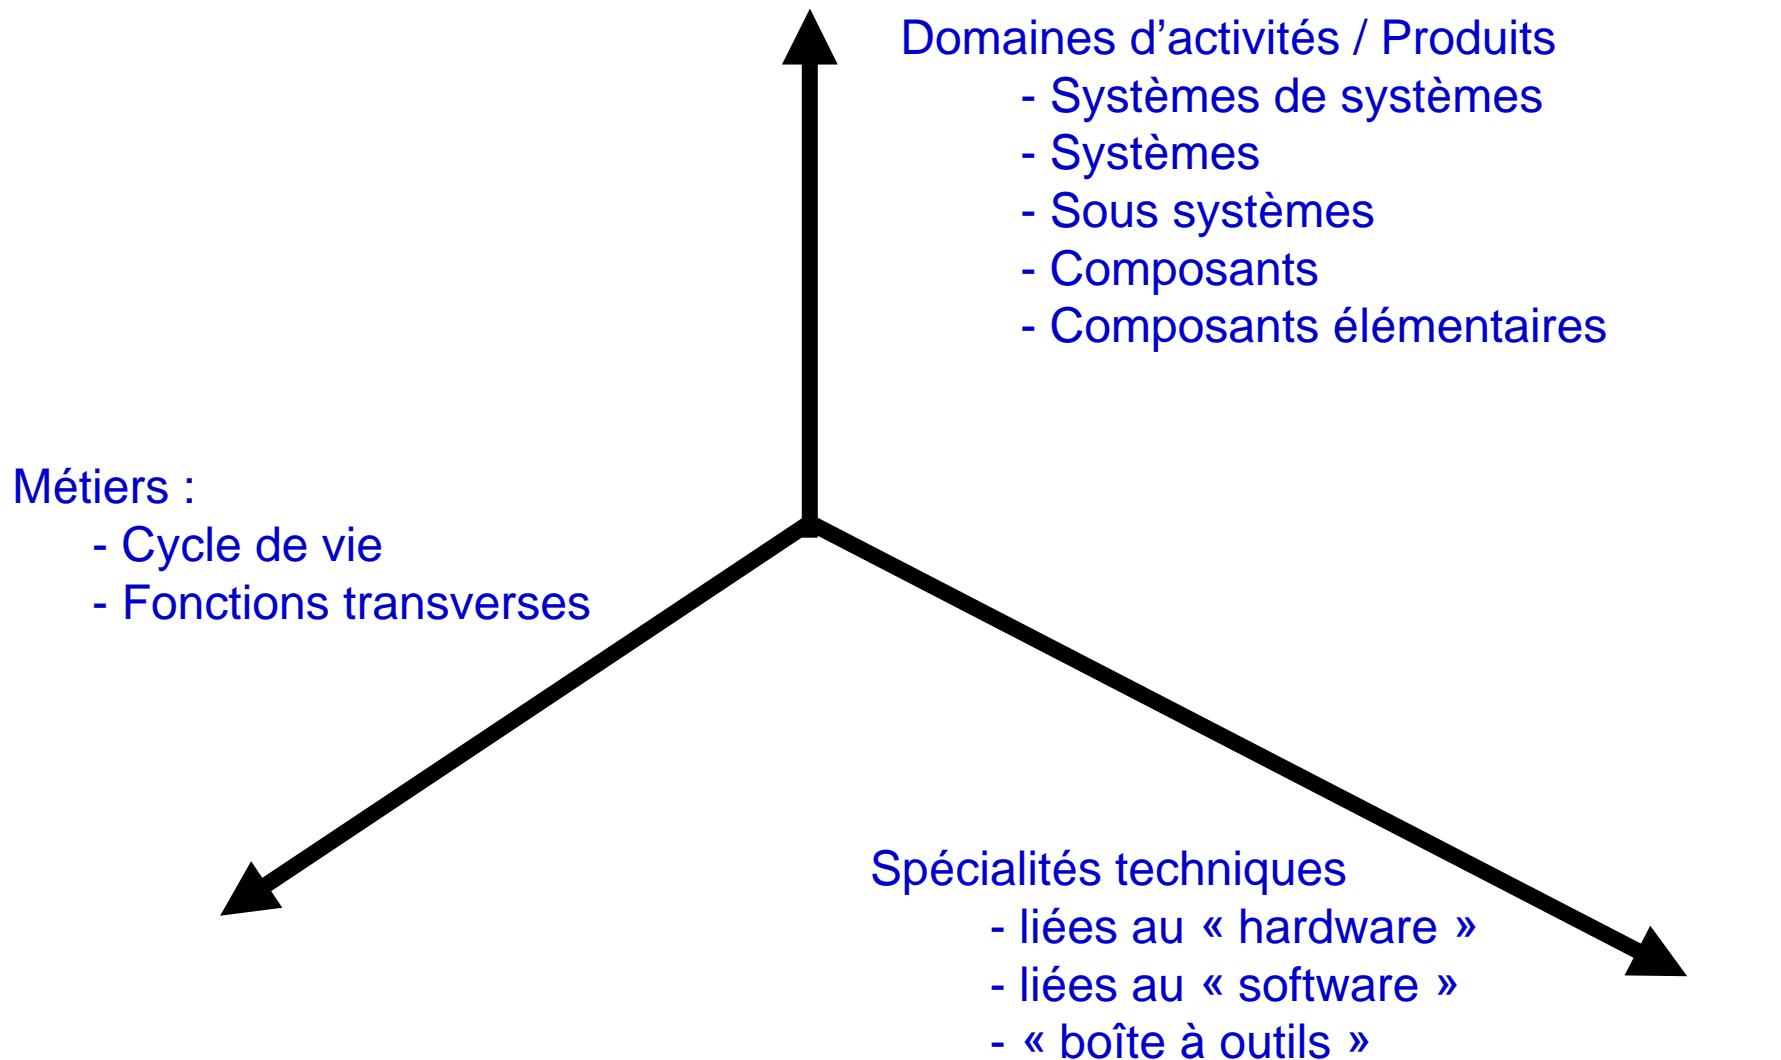 Domaines d’activités / Produits
- Systèmes de systèmes
- Systèmes
- Sous systèmes
- Composants
- Composants élémentaires
Métiers :
- Cycle de vie
- Fonctions transverses
Spécialités techniques
- liées au « hardware »
- liées au « software »
- « boîte à outils »